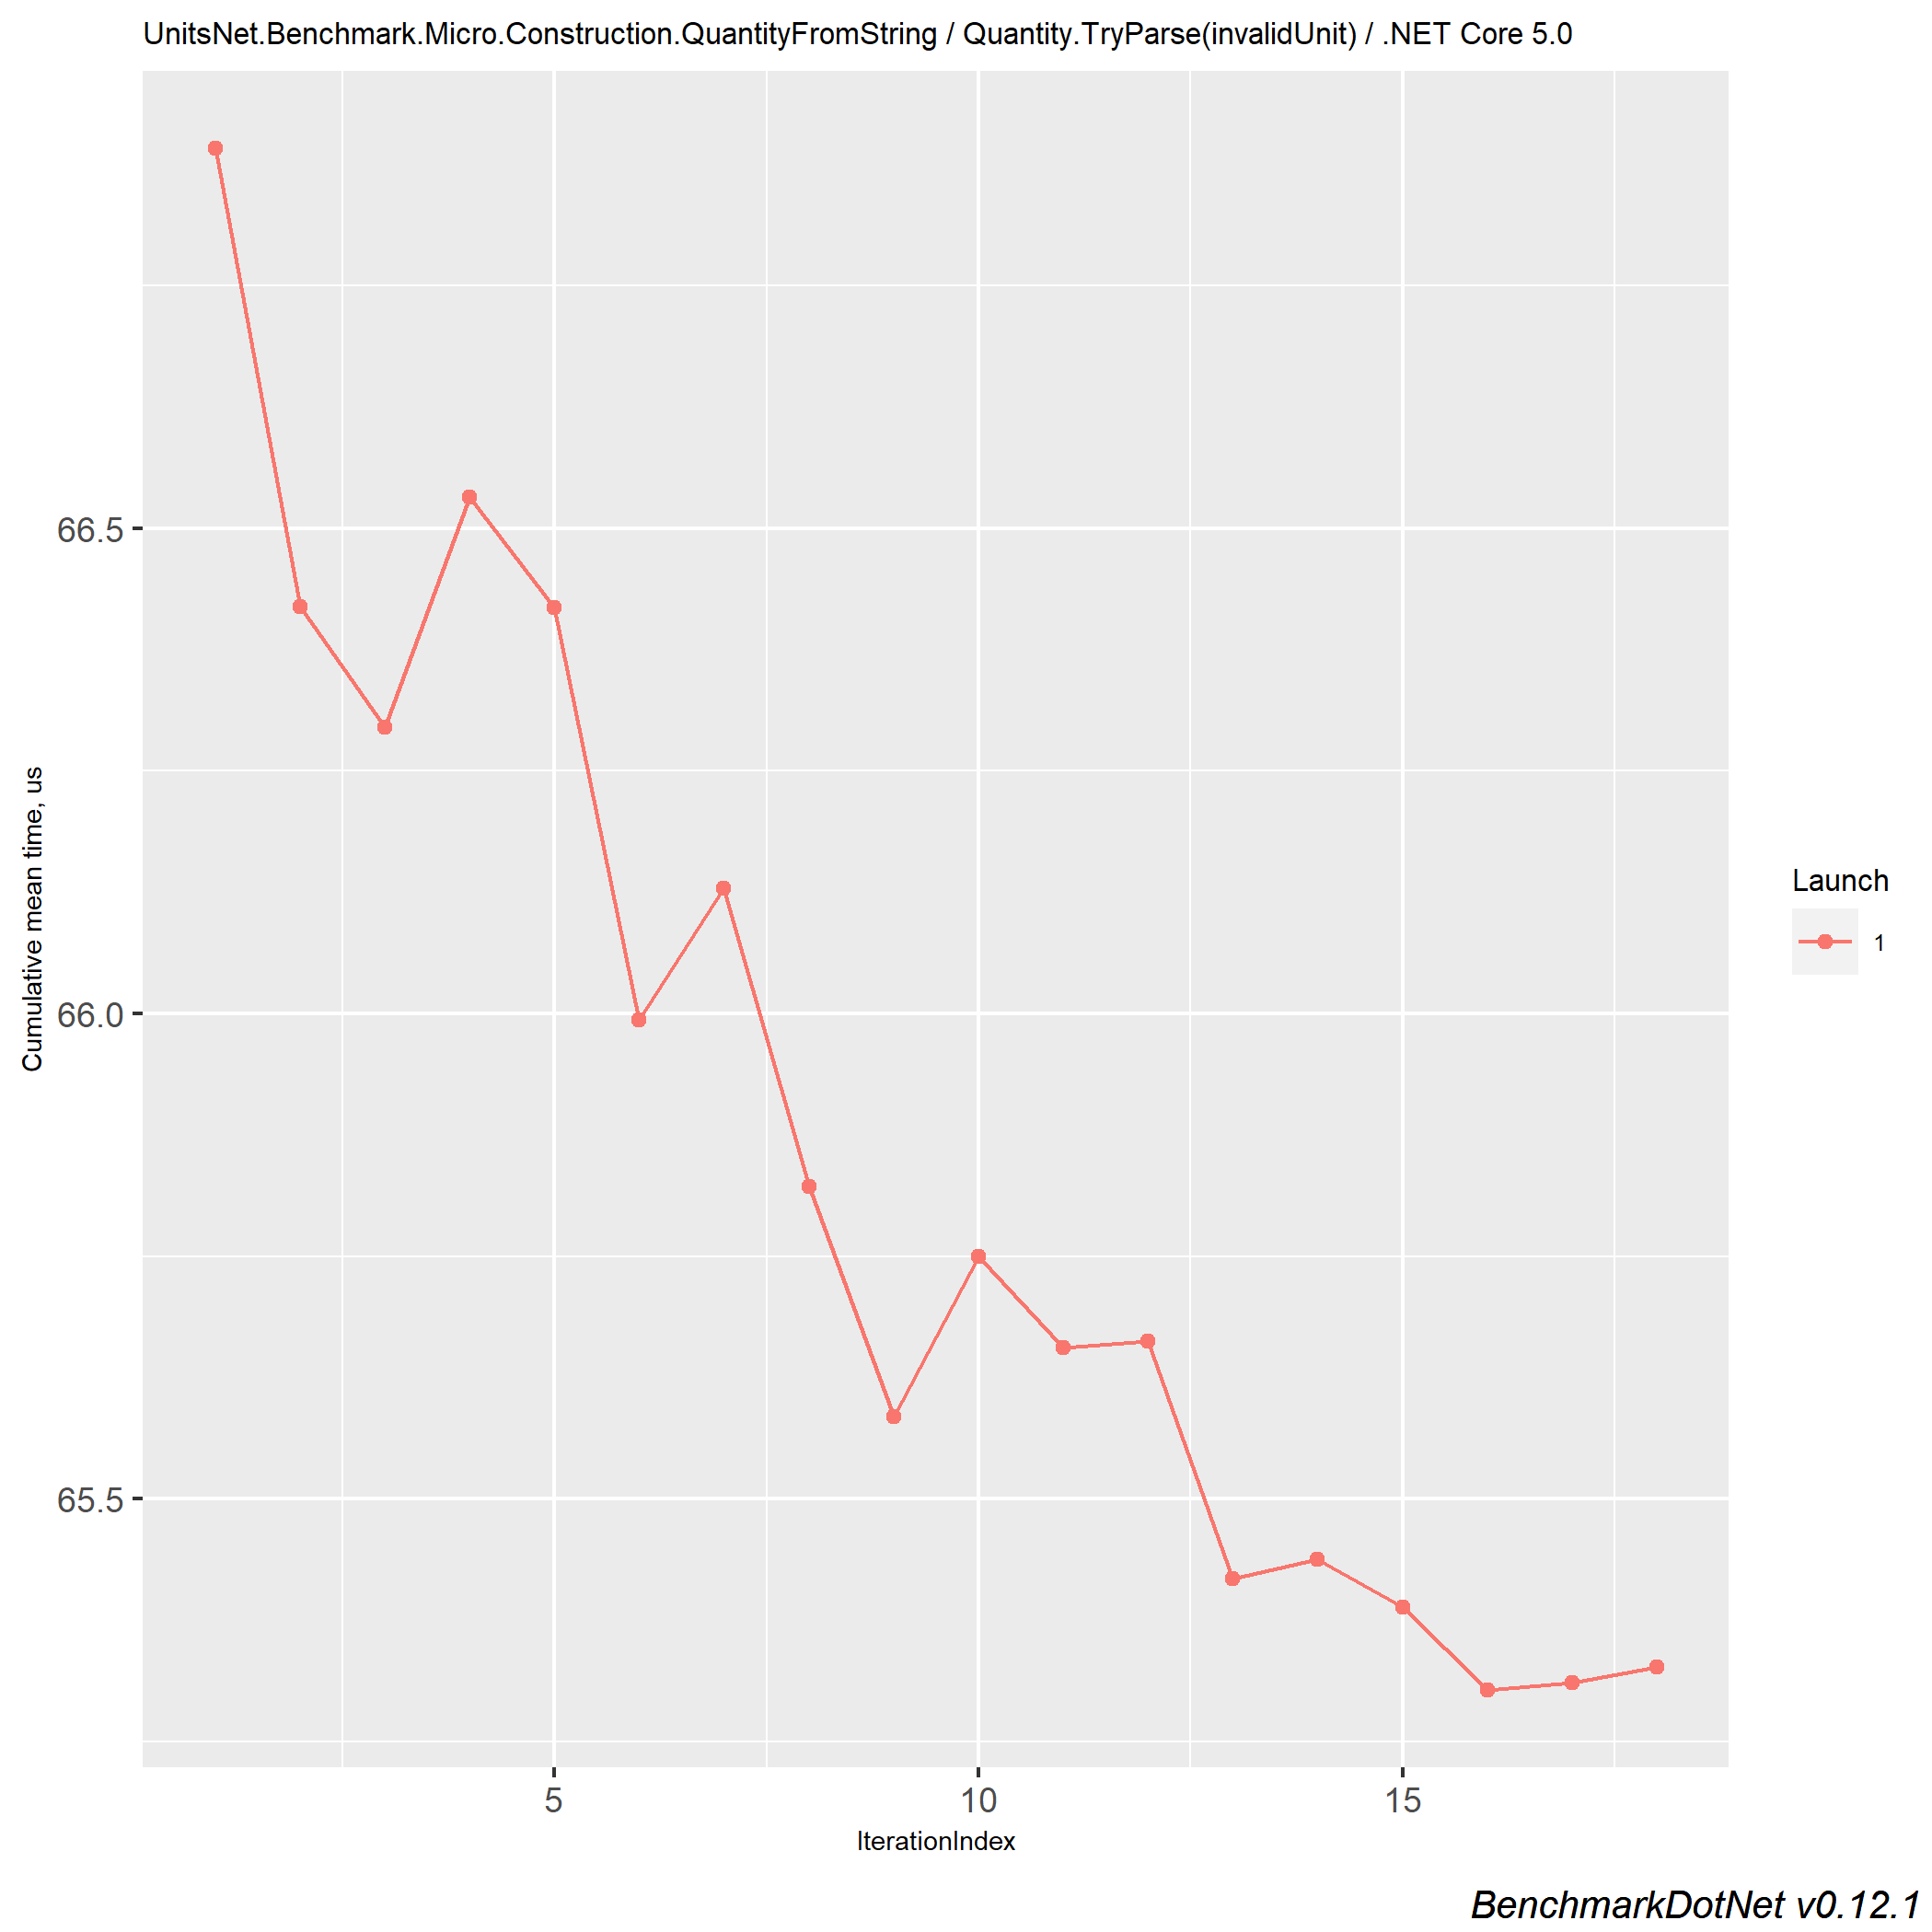 UnitsNet.Benchmark.Micro.Construction.QuantityFromString / Quantity.TryParse(invalidUnit) / .NET Core 5.0
Cumulative mean time, us
66.5
66.0
65.5
5 10 15
IterationIndex
Launch
1
BenchmarkDotNet v0.12.1